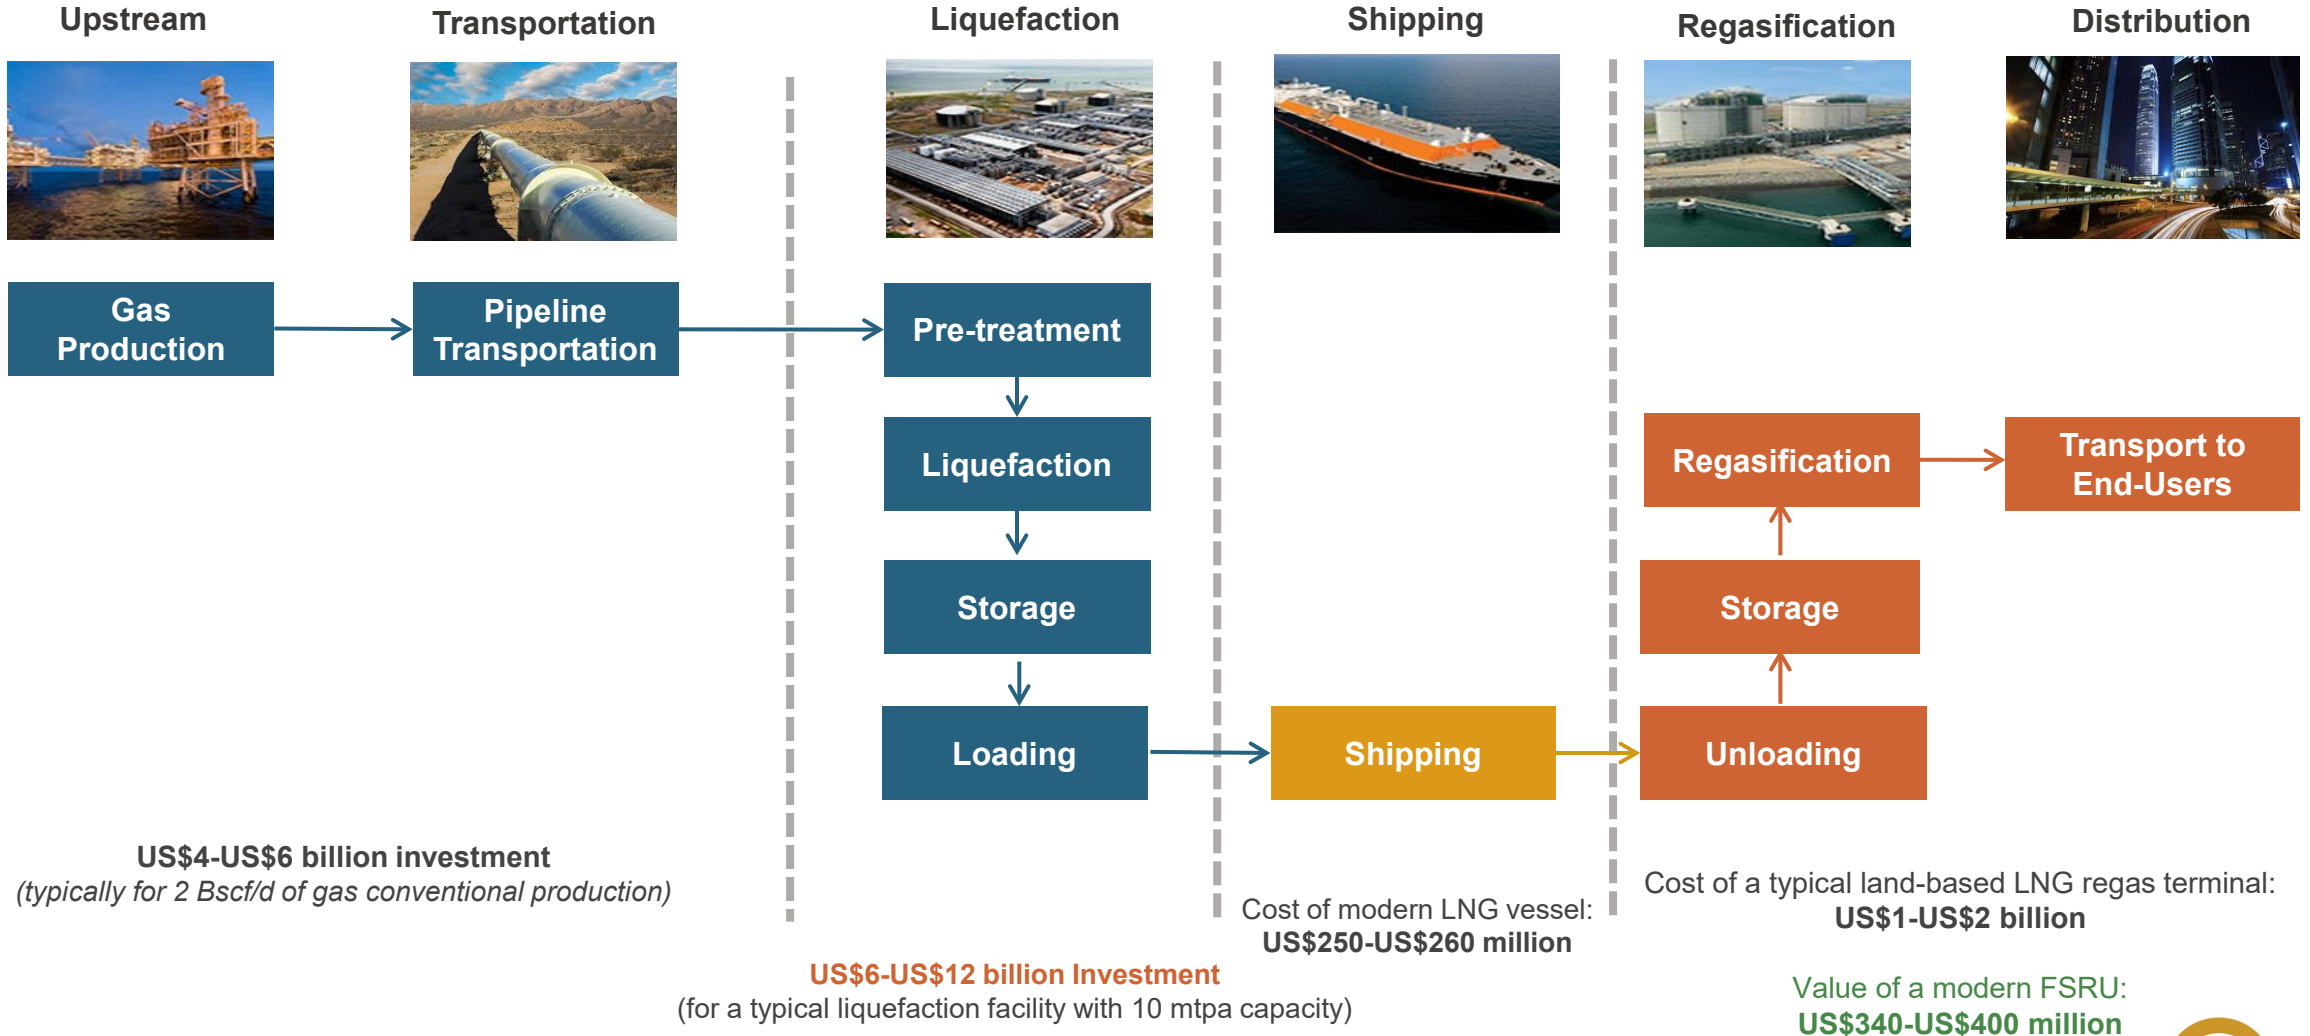 Upstream
Transportation
Liquefaction
Shipping
Regasification
Distribution
Gas
Production
Pipeline
Transportation
Pre-treatment
Liquefaction
Storage
Loading
Shipping
Regasification
Storage
Unloading
Transport to
End-Users
US$4-US$6 billion investment
(typically for 2 Bscf/d of gas conventional production)
US$6-US$12 billion Investment
(for a typical liquefaction facility with 10 mtpa capacity)
Cost of modern LNG vessel:
US$250-US$260 million
Cost of a typical land-based LNG regas terminal:
US$1-US$2 billion
Value of a modern FSRU:
US$340-US$400 million